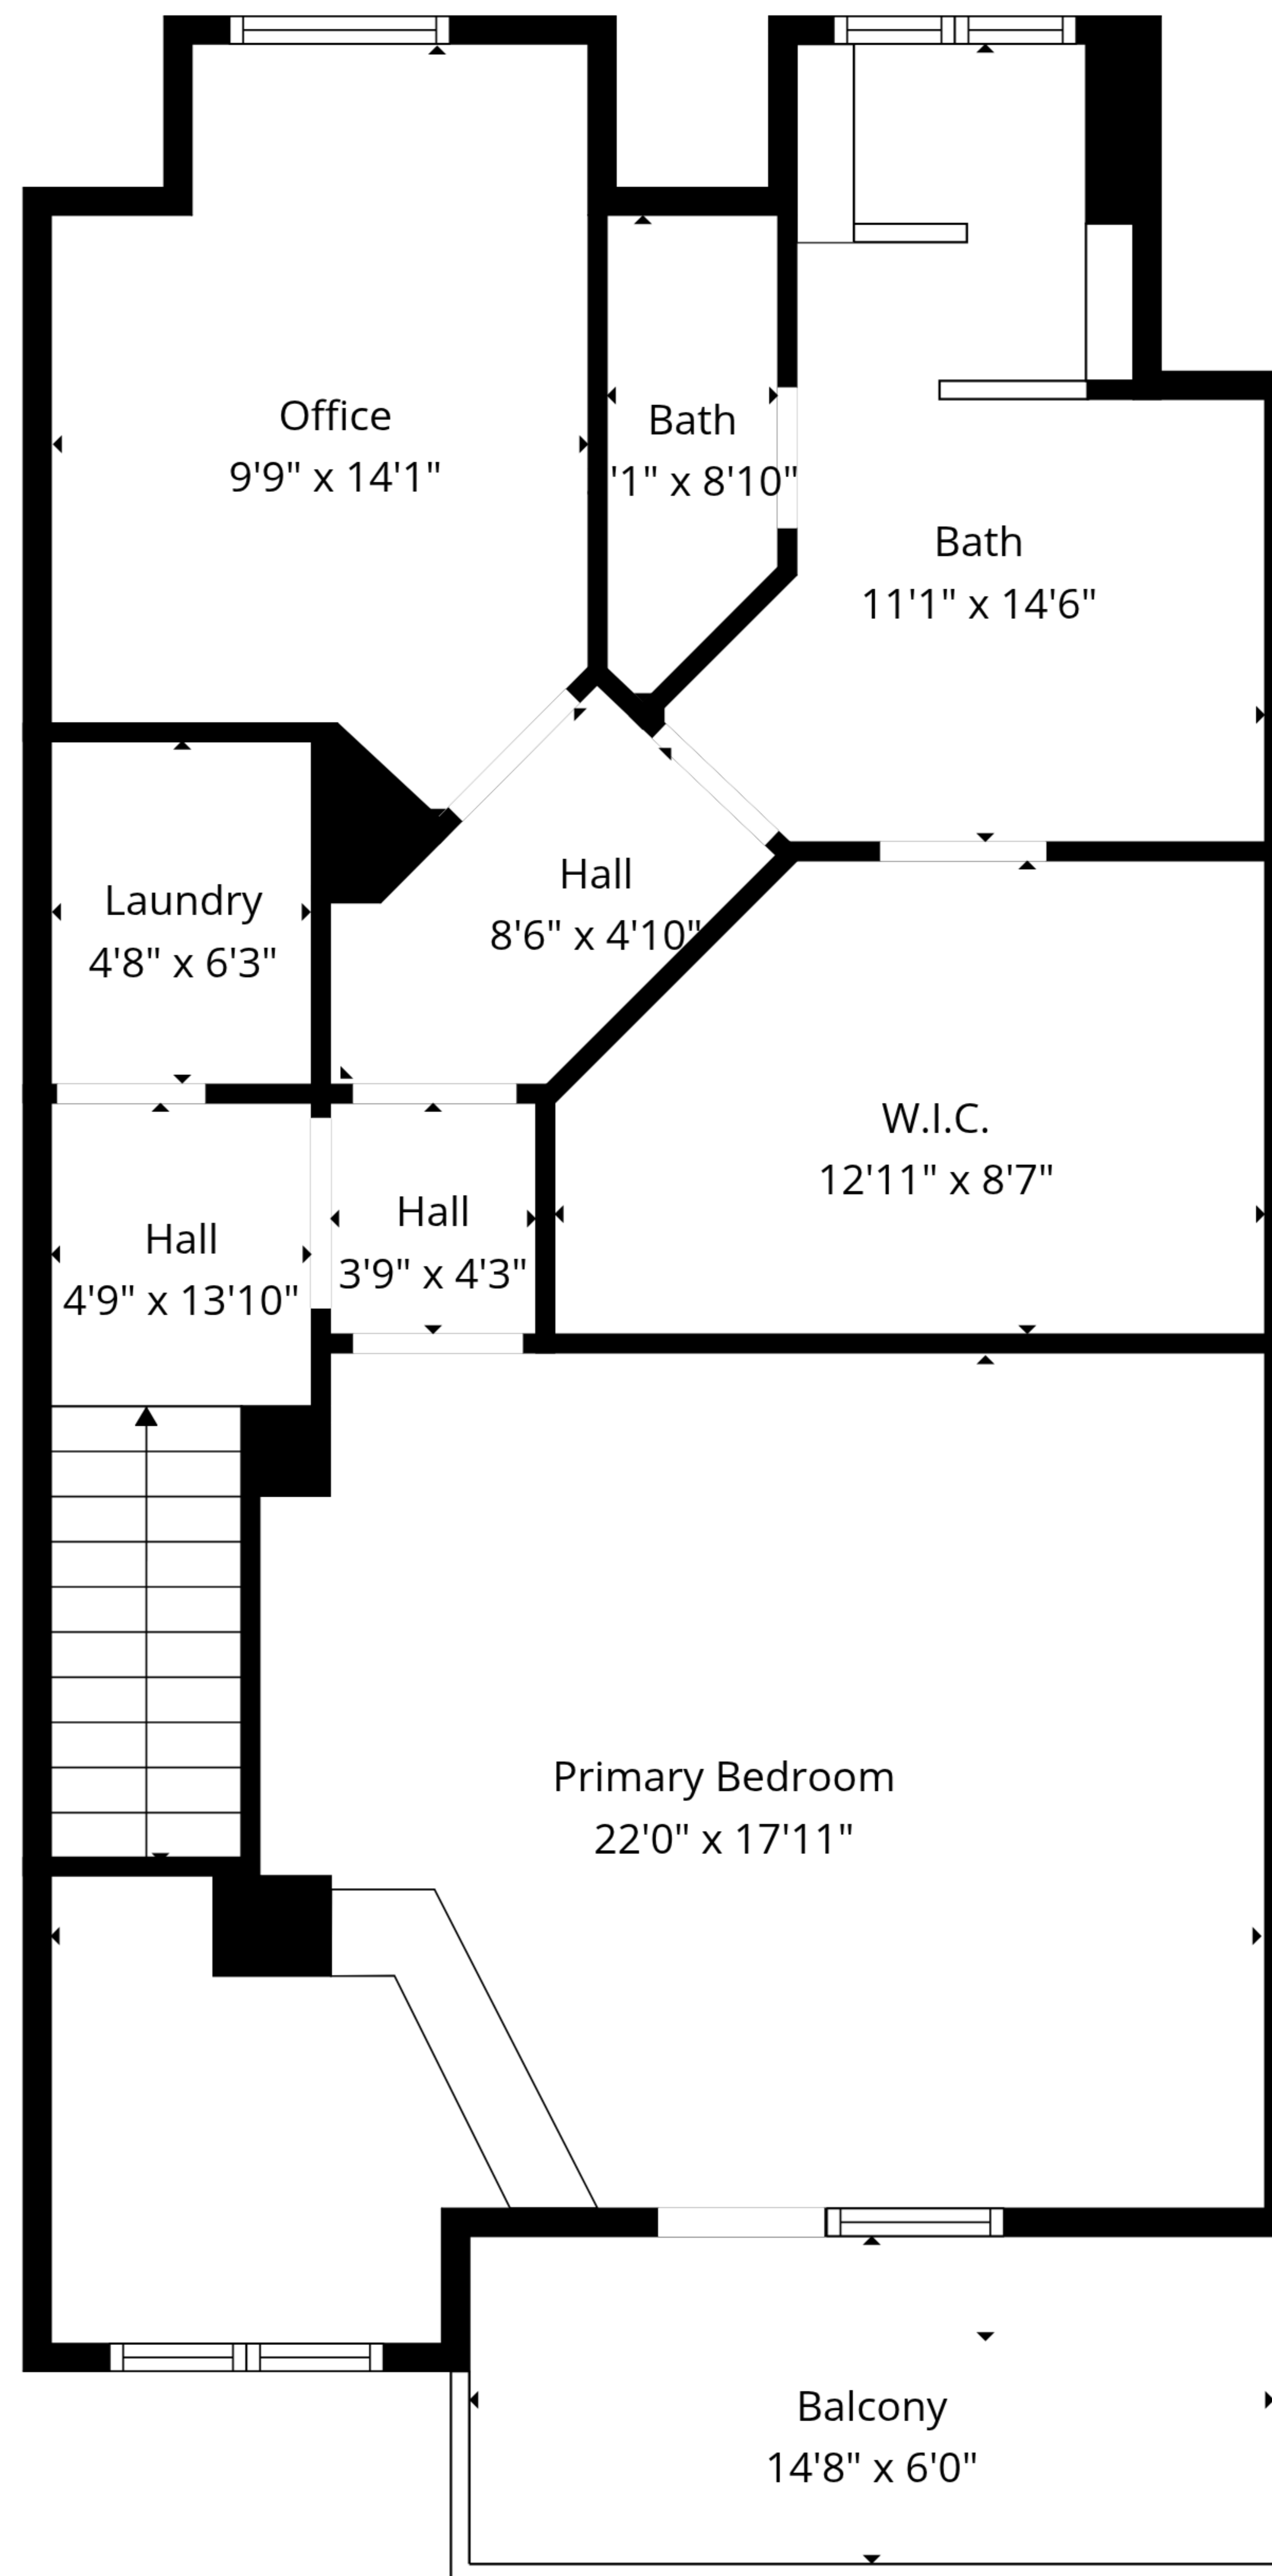 Office
9'9" x 14'1"
Bath
'1" x 8'10"
Bath
11'1" x 14'6"
Hall
8'6" x 4'10"
Laundry
4'8" x 6'3"
W.I.C.
12'11" x 8'7"
Hall
3'9" x 4'3"
Hall
4'9" x 13'10"
Primary Bedroom
22'0" x 17'11"
Balcony
14'8" x 6'0"